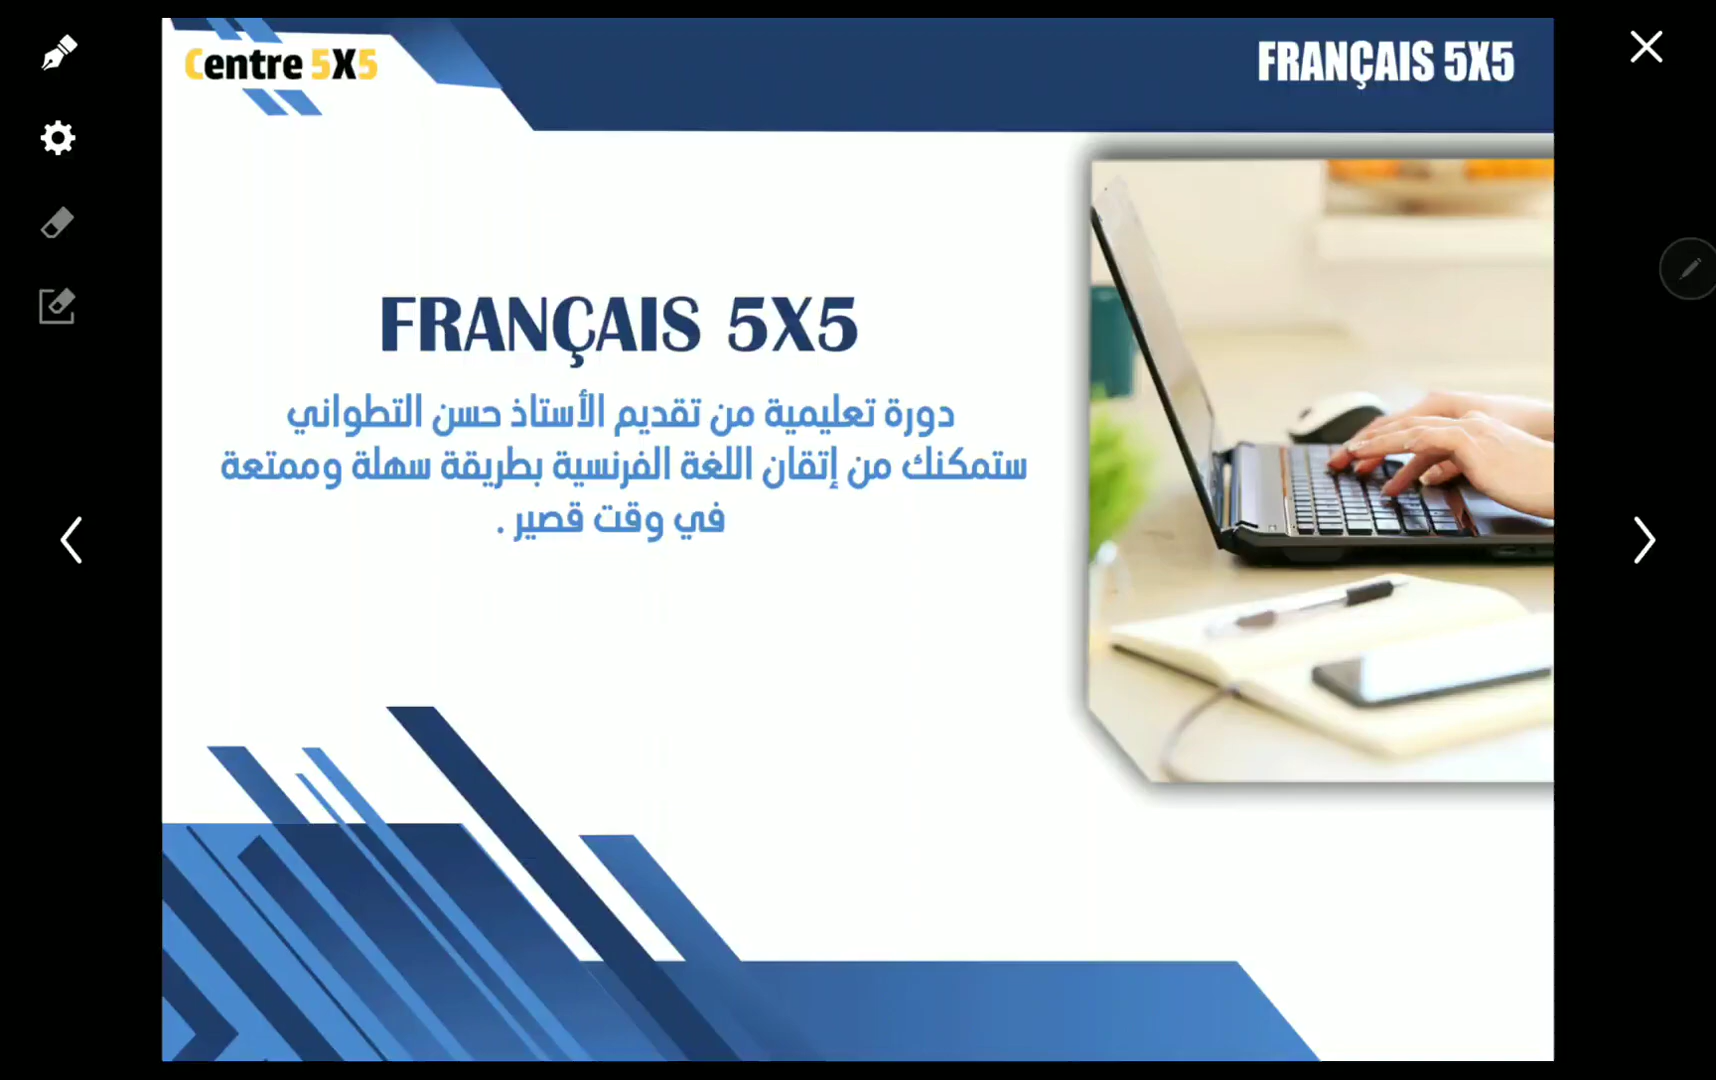 Centre 5X5
FRANÇAIS 5X5
FRANÇAIS 5X5
دورة تعليمية من تقديم الأستاذ حسن التطواني
ستمكنك من إتقان اللغة الفرنسية بطريقة سهلة وممتعة
في وقت قصير .